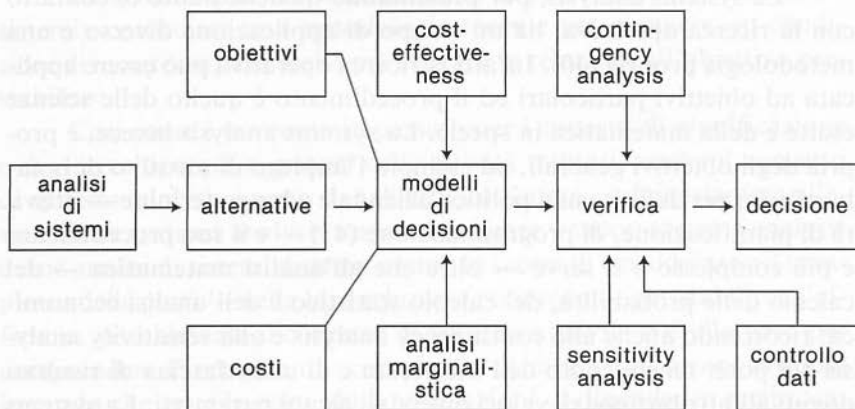 obiettivi
cost-
effective-
ness
contin-
gency
analysis
analisi
di
sistemi
alternative
modelli
di
decisioni
verifica
decisione
costi
analisi
marginali-
stica
sensitivity
analysis
controllo
dati